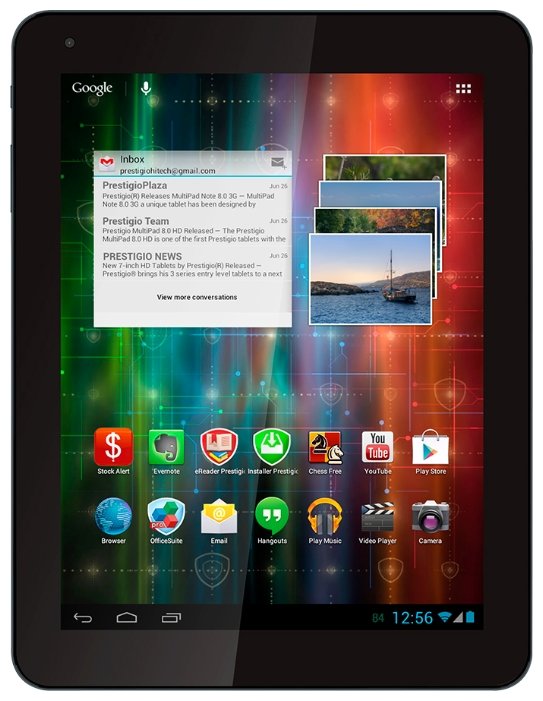 Google
Inbox
prestigiohitech@gmail.com
PrestigioPlaza Jun 26
Prestigio(R) Releases MultiPad Note 8.0 3G — MultiPad
Note 8.0 3G a unique tablet has been designed by
Prestigio Team Jun 26
Prestigio MultiPad 8.0 HD Released — The Prestigio
MultiPad 8.0 HD is one of the first Prestigio tablets with the
PRESTIGIO NEWS Jun 26
New 7-inch HD Tablets by Prestigio(R) Released —
Prestigio® brings his 3 series entry level tablets to a next
View more conversations
$ You Tube
Stock Alert Evernote eReader Prestigio Installer Prestigio Chess Free YouTube Play Store
pro @
Browser OfficeSuite Email Hangouts Play Music Video Player Camera
84 12:56